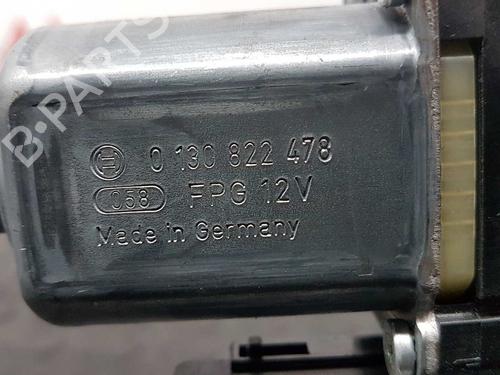 B-PARTS
0 130 822 478
058 FPG 12V
Made in Germany